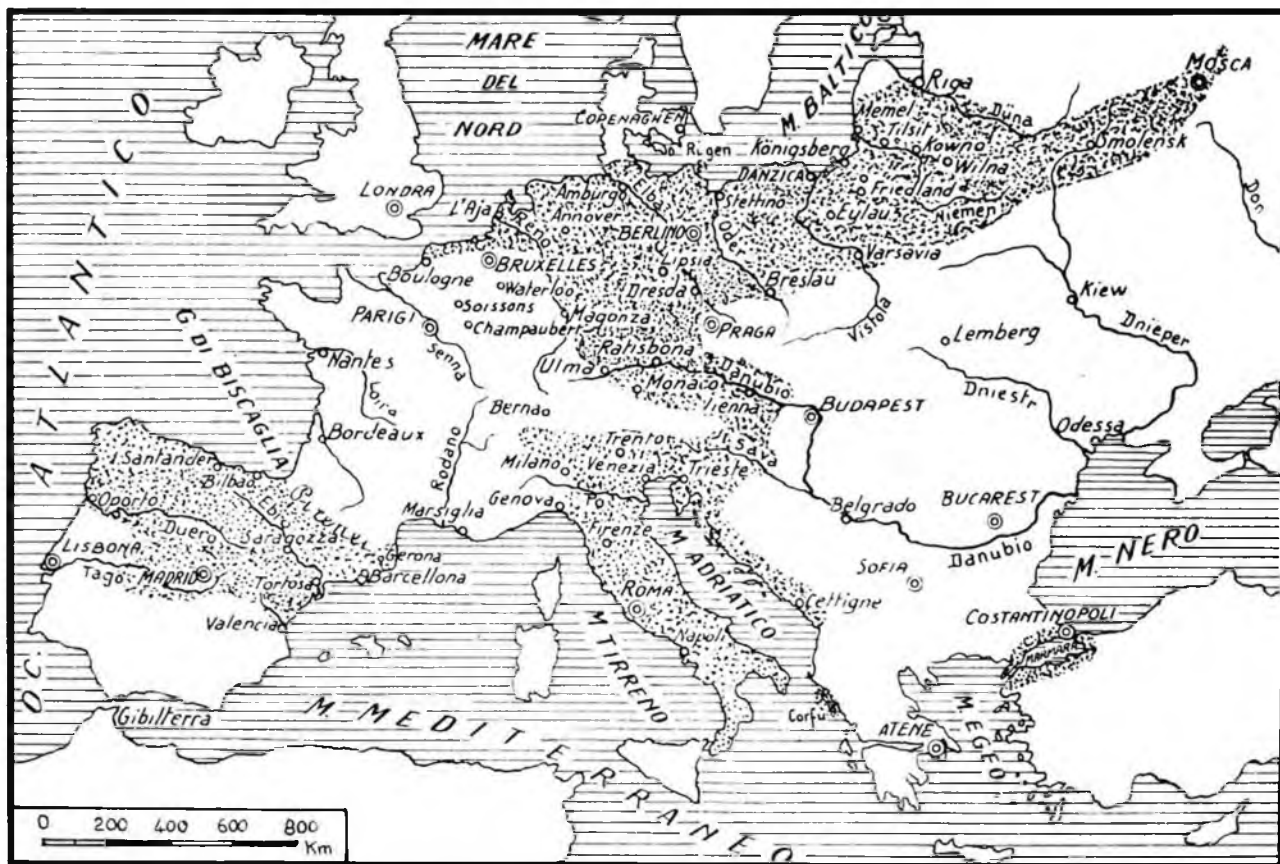 MARE
DEL
NORD
M. BALTICO
MOSCA
Riga
Düna
Memel
Tilsit
Kowno
Wilna
Smolensk
COPENAGHEN
Rügen
Königsberg
DANZICA
Friedland
Eylau
Niemen
Don
LONDRA
L'Aja
Reno
Amburgo
Elba
Annover
Stettino
BERLINO
Oder
Varsavia
BRUXELLES
Lipsia
Boulogne
Waterloo
Dresda
Breslau
Kiew
Soissons
Magonza
Champaubert
PRAGA
Vistola
Dnieper
PARIGI
Senna
Lemberg
OC. ATLANTICO
G. DI BISCAGLIA
Nantes
Loira
Ratisbona
Ulma
Danubio
Monaco
Vienna
BUDAPEST
Dniestr
Berna
Bordeaux
Odessa
Rodano
Trento
Sava
Santander
Bilbao
Milano
Venezia
Trieste
Pirenei
Oporto
Ebro
Genova
Marsiglia
Belgrado
BUCAREST
Duero
Saragozza
Firenze
Danubio
M. NERO
LISBONA
Gerona
M. ADRIATICO
SOFIA
Tago
MADRID
Tortosa
Barcellona
ROMA
Cettigne
COSTANTINOPOLI
Valencia
M. TIRRENO
Napoli
MARMARA
Gibilterra
M. MEDITERRANEO
Corfù
ATENE
M. EGEO
0 200 400 600 800
Km